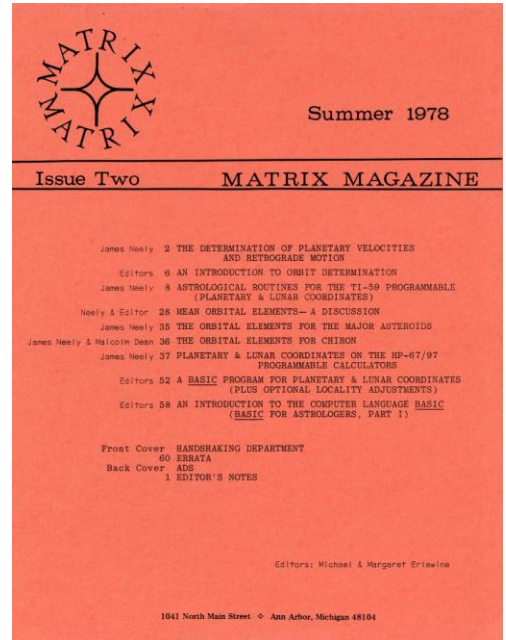 MATRIX MATRIX
Summer 1978
Issue Two MATRIX MAGAZINE
James Neely 2 THE DETERMINATION OF PLANETARY VELOCITIES
AND RETROGRADE MOTION
Editors 6 AN INTRODUCTION TO ORBIT DETERMINATION
James Neely 8 ASTROLOGICAL ROUTINES FOR THE TI-59 PROGRAMMABLE
(PLANETARY & LUNAR COORDINATES)
Neely & Editor 28 MEAN ORBITAL ELEMENTS— A DISCUSSION
James Neely 35 THE ORBITAL ELEMENTS FOR THE MAJOR ASTEROIDS
James Neely & Malcolm Dean 36 THE ORBITAL ELEMENTS FOR CHIRON
James Neely 37 PLANETARY & LUNAR COORDINATES ON THE HP-67/97
PROGRAMMABLE CALCULATORS
Editors 52 A BASIC PROGRAM FOR PLANETARY & LUNAR COORDINATES
(PLUS OPTIONAL LOCALITY ADJUSTMENTS)
Editors 58 AN INTRODUCTION TO THE COMPUTER LANGUAGE BASIC
(BASIC FOR ASTROLOGERS, PART I)
Front Cover HANDSHAKING DEPARTMENT
60 ERRATA
Back Cover ADS
1 EDITOR'S NOTES
Editors: Michael & Margaret Erlewine
1041 North Main Street ❖ Ann Arbor, Michigan 48104